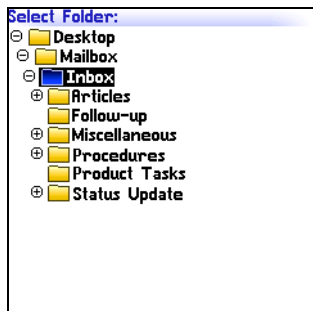 Select Folder:
Desktop
Mailbox
Inbox
Articles
Follow-up
Miscellaneous
Procedures
Product Tasks
Status Update